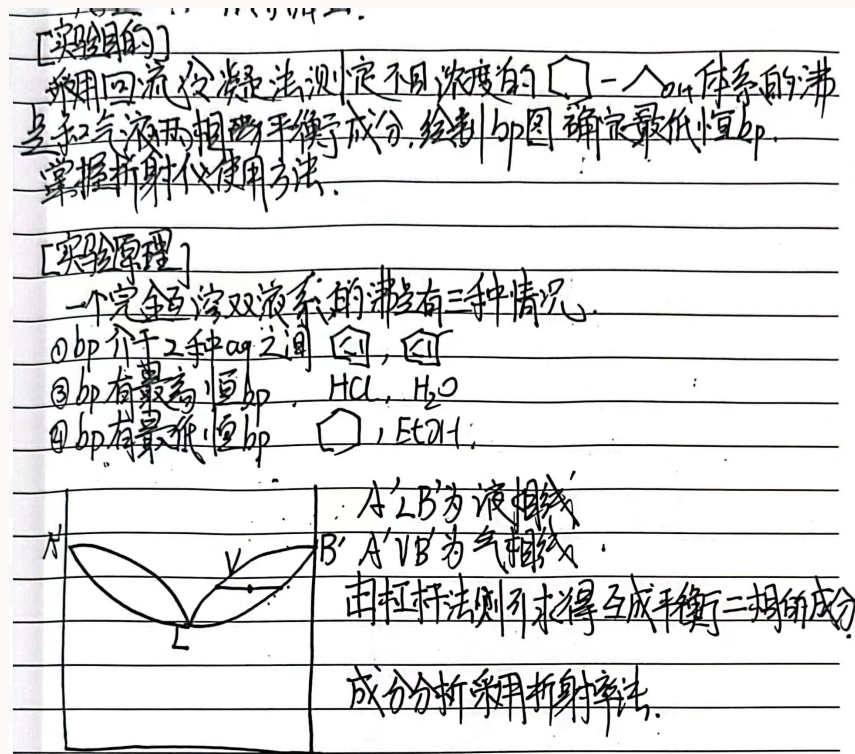 [实验目的]
采用回流冷凝法测定不同浓度的 - OH体系的沸
点和气液两相平衡成分,绘制bp图 确定最低恒bp.
掌握折射仪使用方法.
[实验原理]
一个完全互溶双液系的沸点有三种情况.
①bp介于2种aq之间
③bp有最高恒bp. HCl, H₂O
④bp有最低恒bp , EtOH.
A'LB'为液相线
A' V B' A'VB'为气相线.
由杠杆法则可求得互成平衡二相的成分.
L
成分分析采用折射率法.